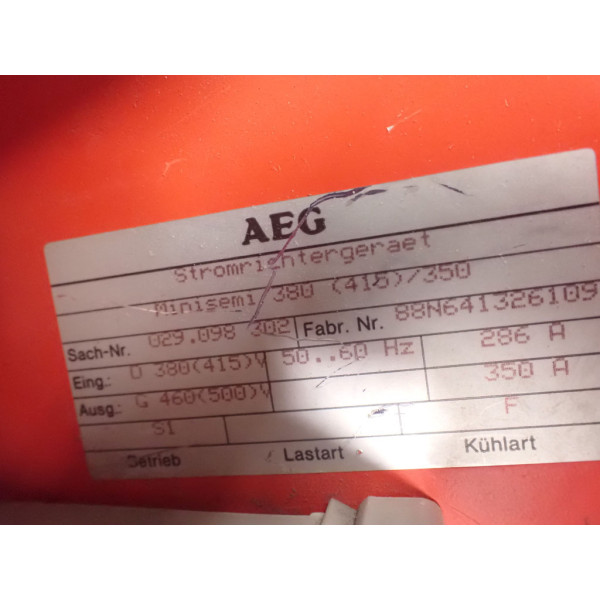 AEG
Stromrichtergeraet
Minisemi 380 (415)/350
Sach-Nr. 029.098 302 Fabr. Nr. 88N641326109
Eing.: D 380(415)V 50..60 Hz 286 A
Ausg.: G 460(500)V 350 A
S1 F
Betrieb Lastart Kühlart